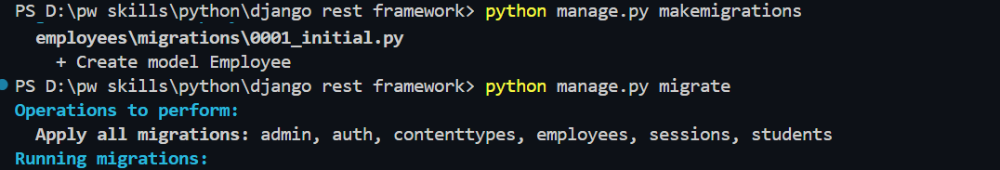 PS D:\pw skills\python\django rest framework> python manage.py makemigrations
employees\migrations\0001_initial.py
+ Create model Employee
PS D:\pw skills\python\django rest framework> python manage.py migrate
Operations to perform:
Apply all migrations: admin, auth, contenttypes, employees, sessions, students
Running migrations: